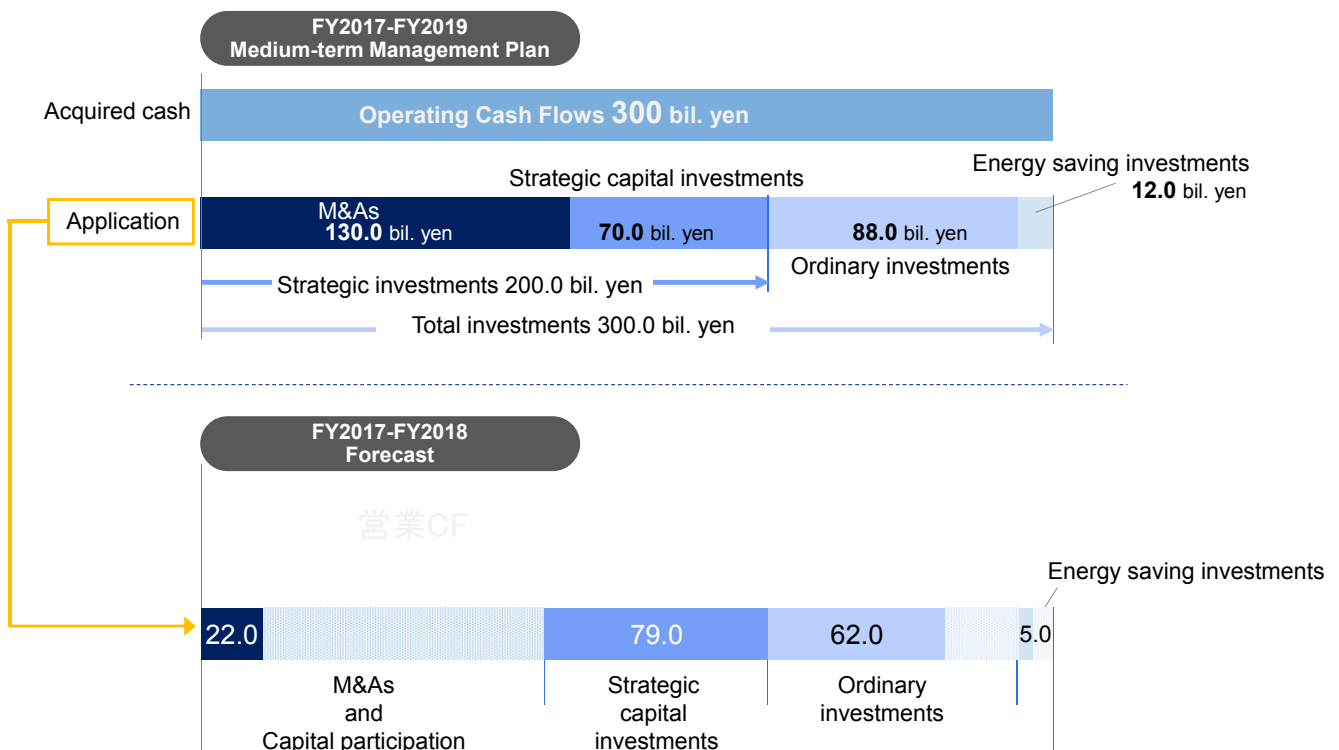 FY2017-FY2019
Medium-term Management Plan
Acquired cash
Operating Cash Flows 300 bil. yen
Energy saving investments
12.0 bil. yen
Strategic capital investments
Application
M&As
130.0 bil. yen
70.0 bil. yen
88.0 bil. yen
Ordinary investments
Strategic investments 200.0 bil. yen
Total investments 300.0 bil. yen
FY2017-FY2018
Forecast
営業CF
Energy saving investments
22.0
79.0
62.0
5.0
M&As
and
Capital participation
Strategic
capital
investments
Ordinary
investments